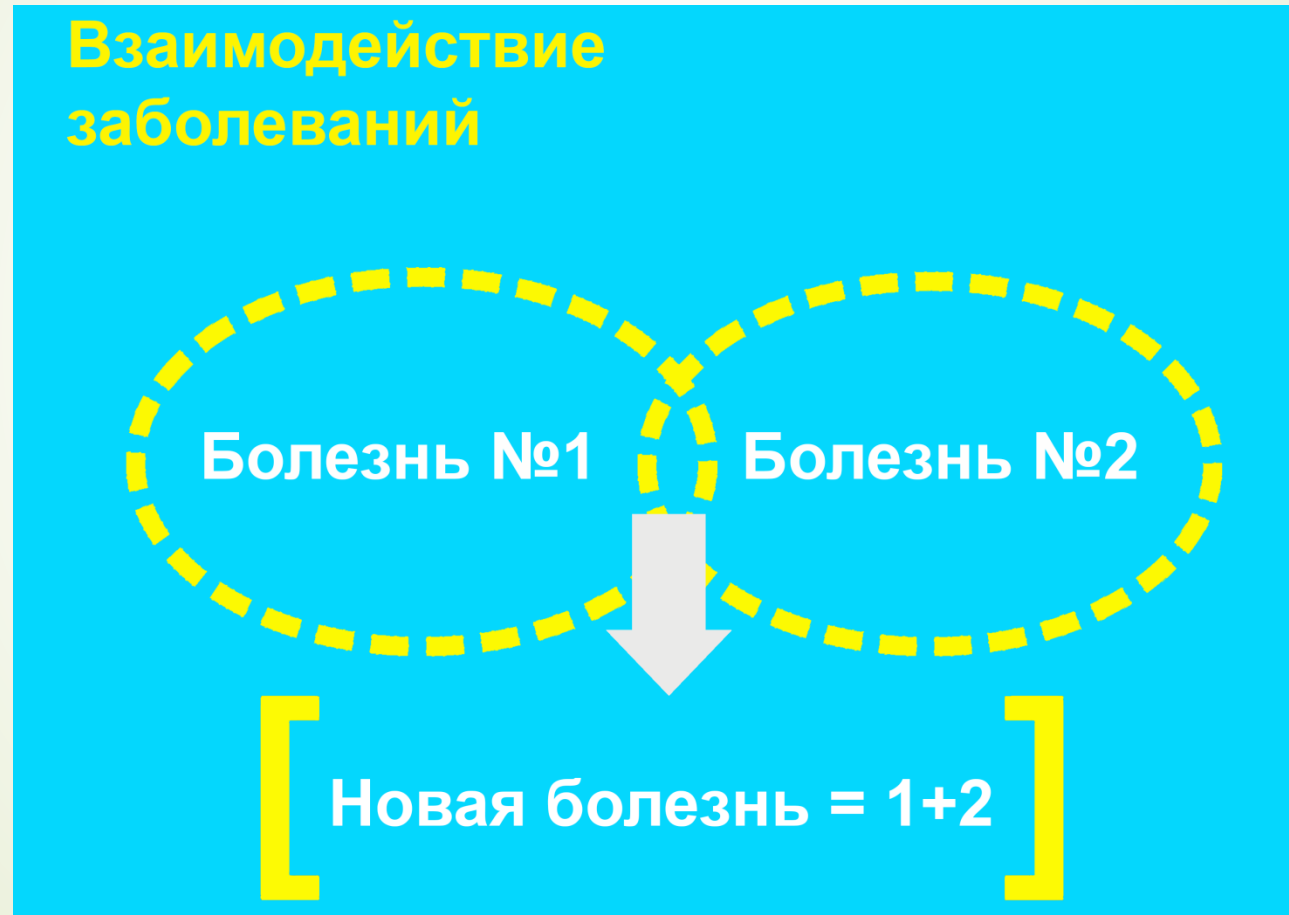 Взаимодействие
заболеваний
Болезнь №1
Болезнь №2
Новая болезнь = 1+2